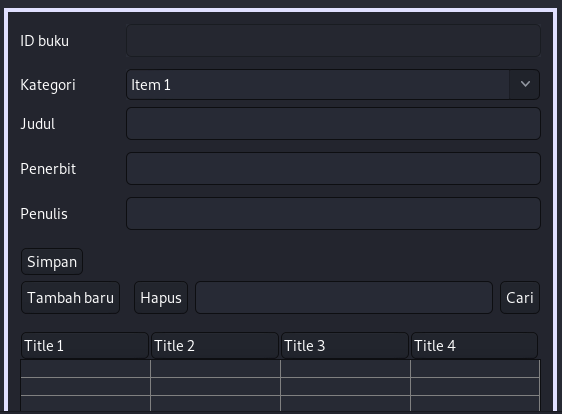 ID buku
Kategori Item 1
Judul
Penerbit
Penulis
Simpan
Tambah baru Hapus Cari
Title 1 Title 2 Title 3 Title 4